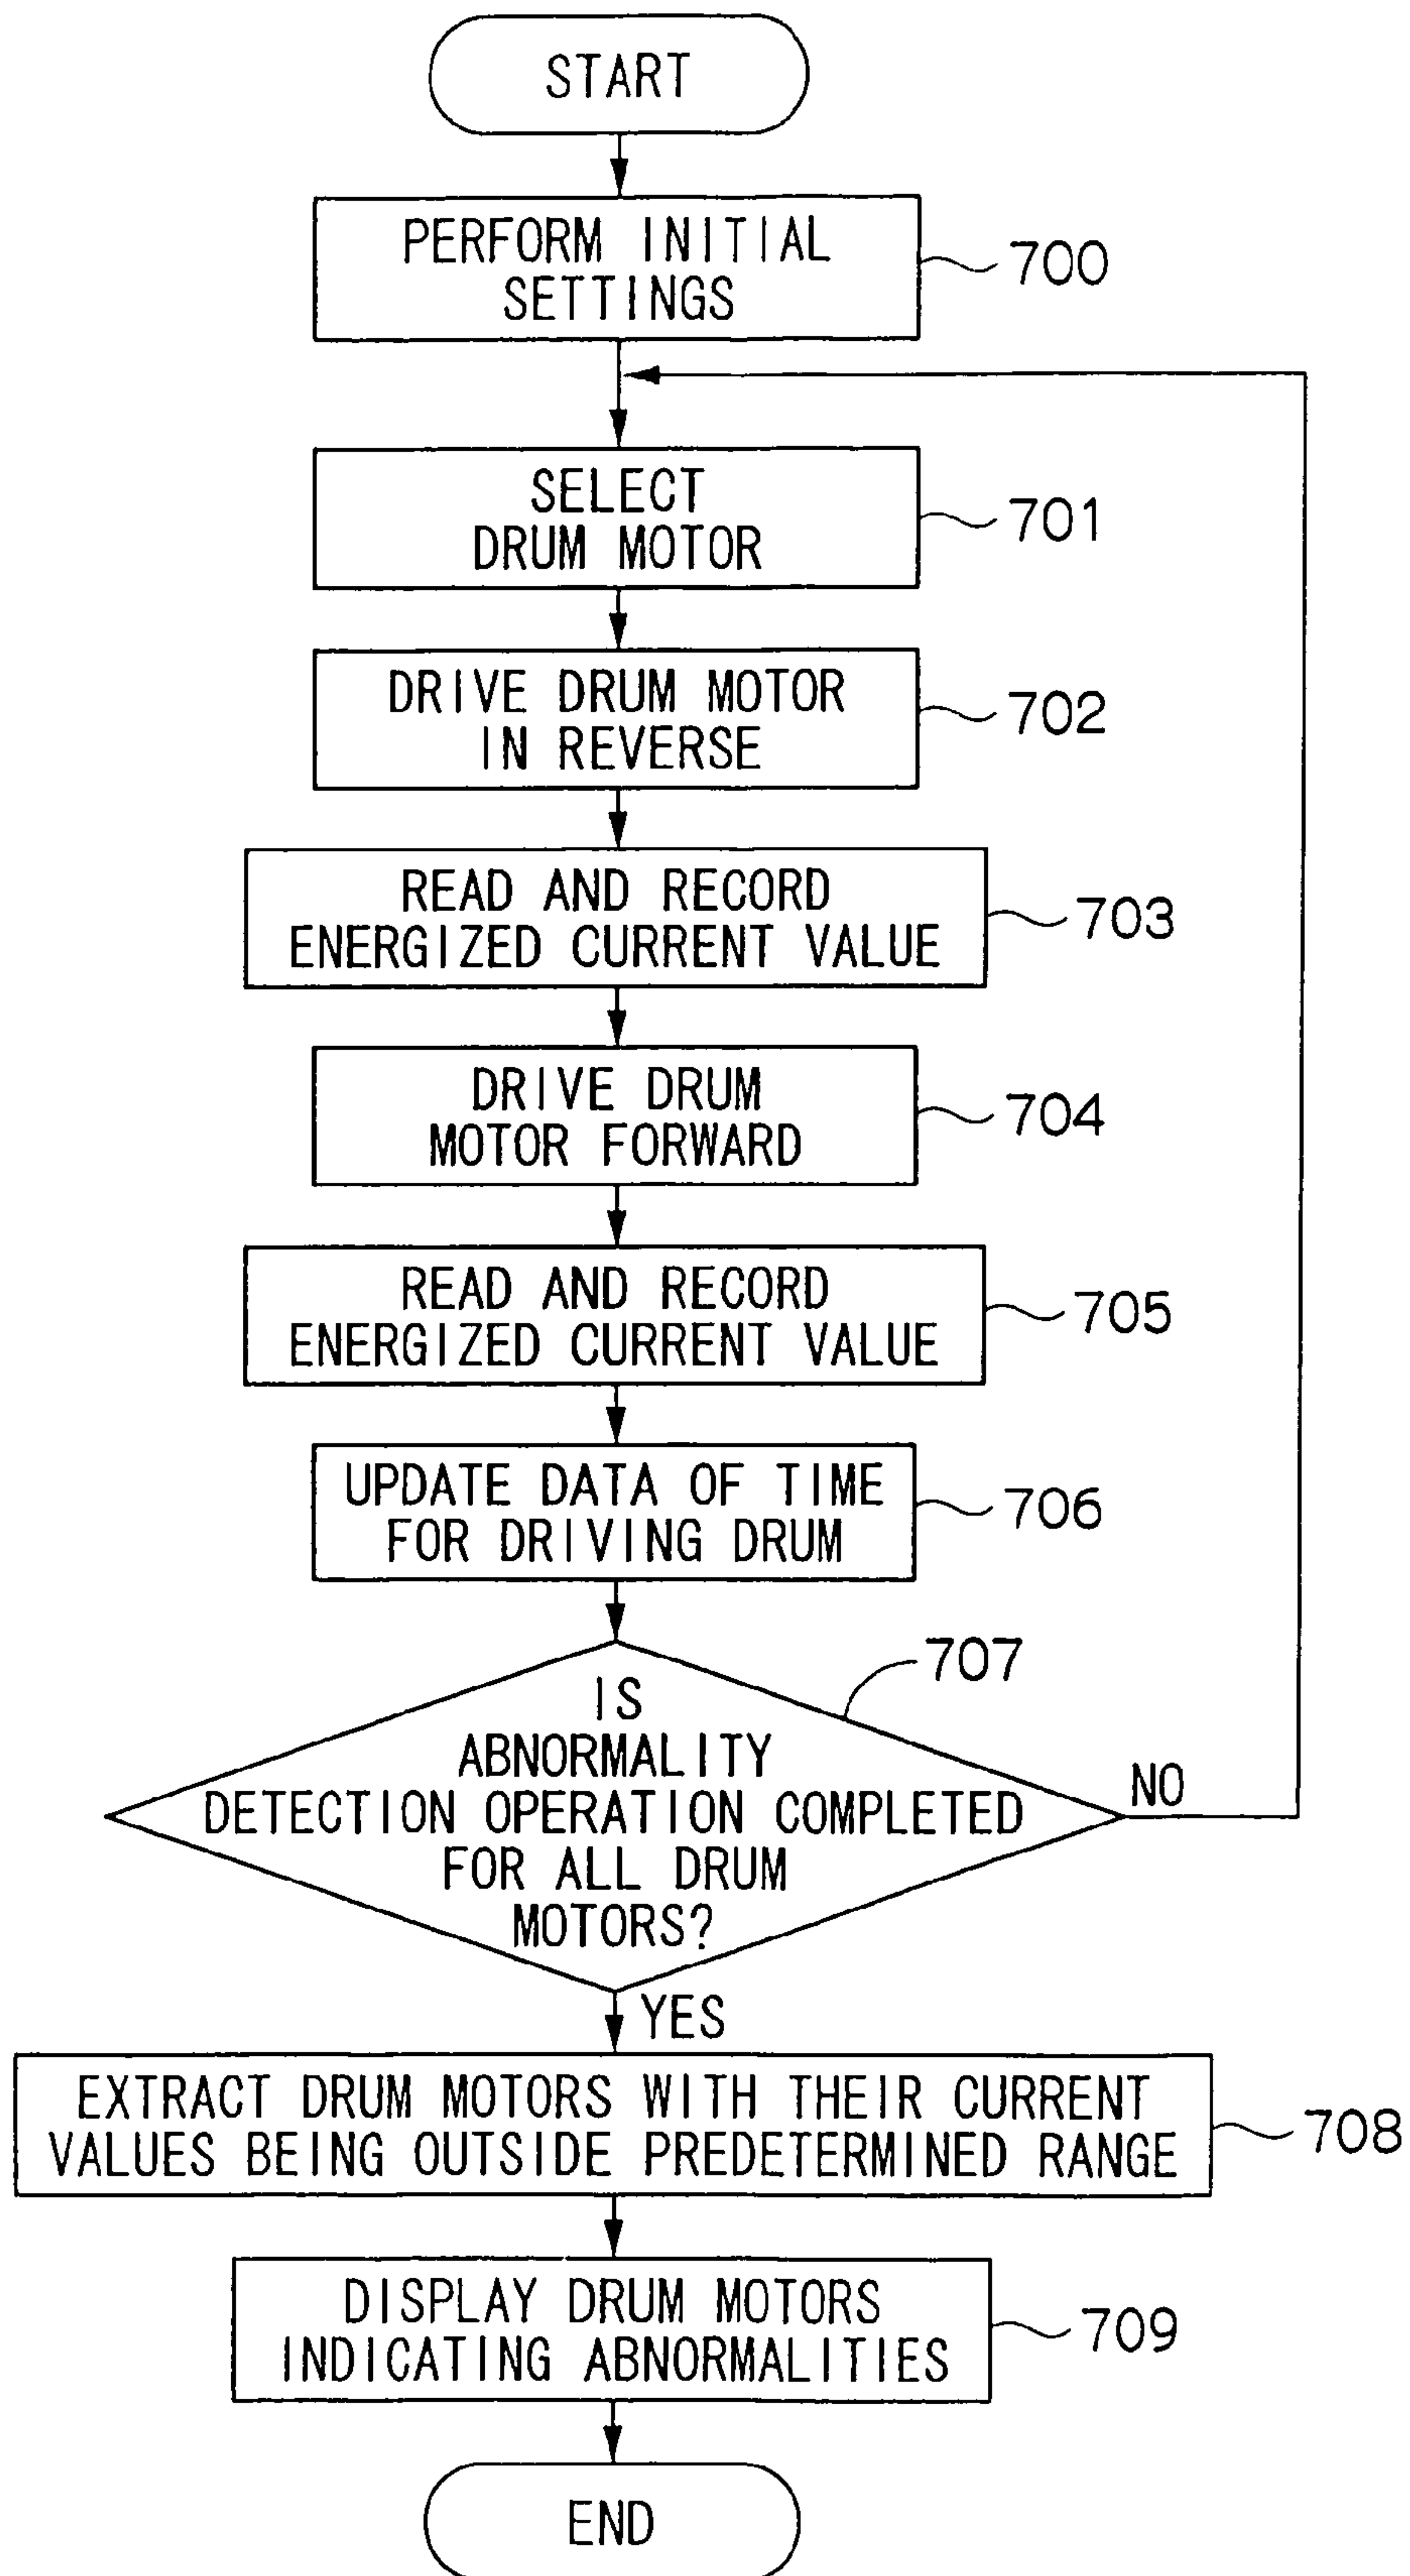 START
PERFORM INITIAL
SETTINGS
700
SELECT
DRUM MOTOR
701
DRIVE DRUM MOTOR
IN REVERSE
702
READ AND RECORD
ENERGIZED CURRENT VALUE
703
DRIVE DRUM
MOTOR FORWARD
704
READ AND RECORD
ENERGIZED CURRENT VALUE
705
UPDATE DATA OF TIME
FOR DRIVING DRUM
706
707
IS
ABNORMALITY
DETECTION OPERATION COMPLETED
FOR ALL DRUM
MOTORS?
NO
YES
EXTRACT DRUM MOTORS WITH THEIR CURRENT
VALUES BEING OUTSIDE PREDETERMINED RANGE
708
DISPLAY DRUM MOTORS
INDICATING ABNORMALITIES
709
END